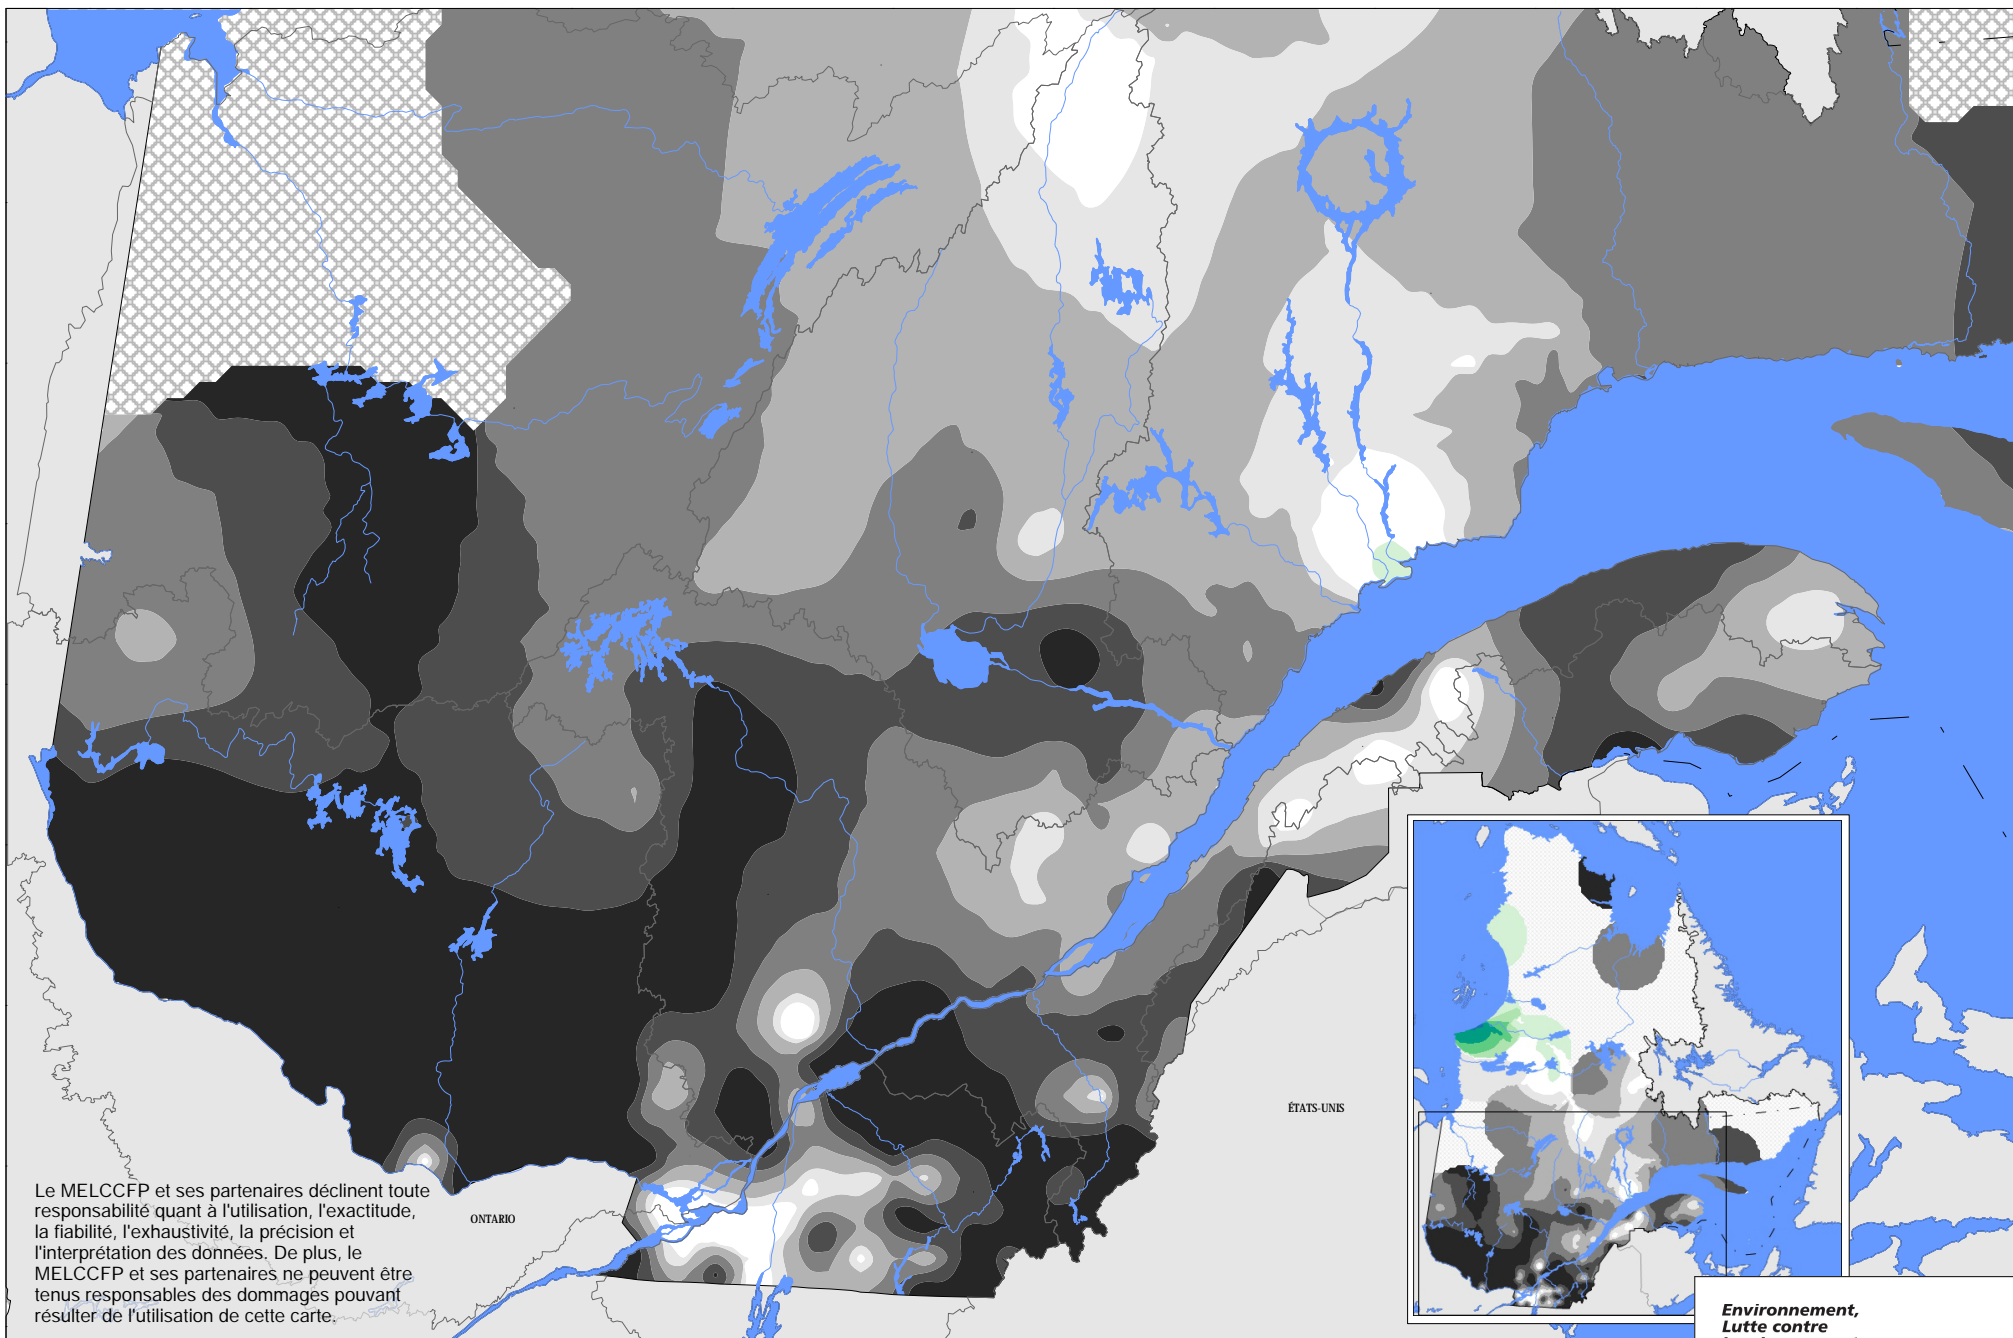 Le MELCCFP et ses partenaires déclinent toute
responsabilité quant à l'utilisation, l'exactitude,
la fiabilité, l'exhaustivité, la précision et
l'interprétation des données. De plus, le
MELCCFP et ses partenaires ne peuvent être
tenus responsables des dommages pouvant
résulter de l'utilisation de cette carte.
ONTARIO
ÉTATS-UNIS
Environnement,
Lutte contre